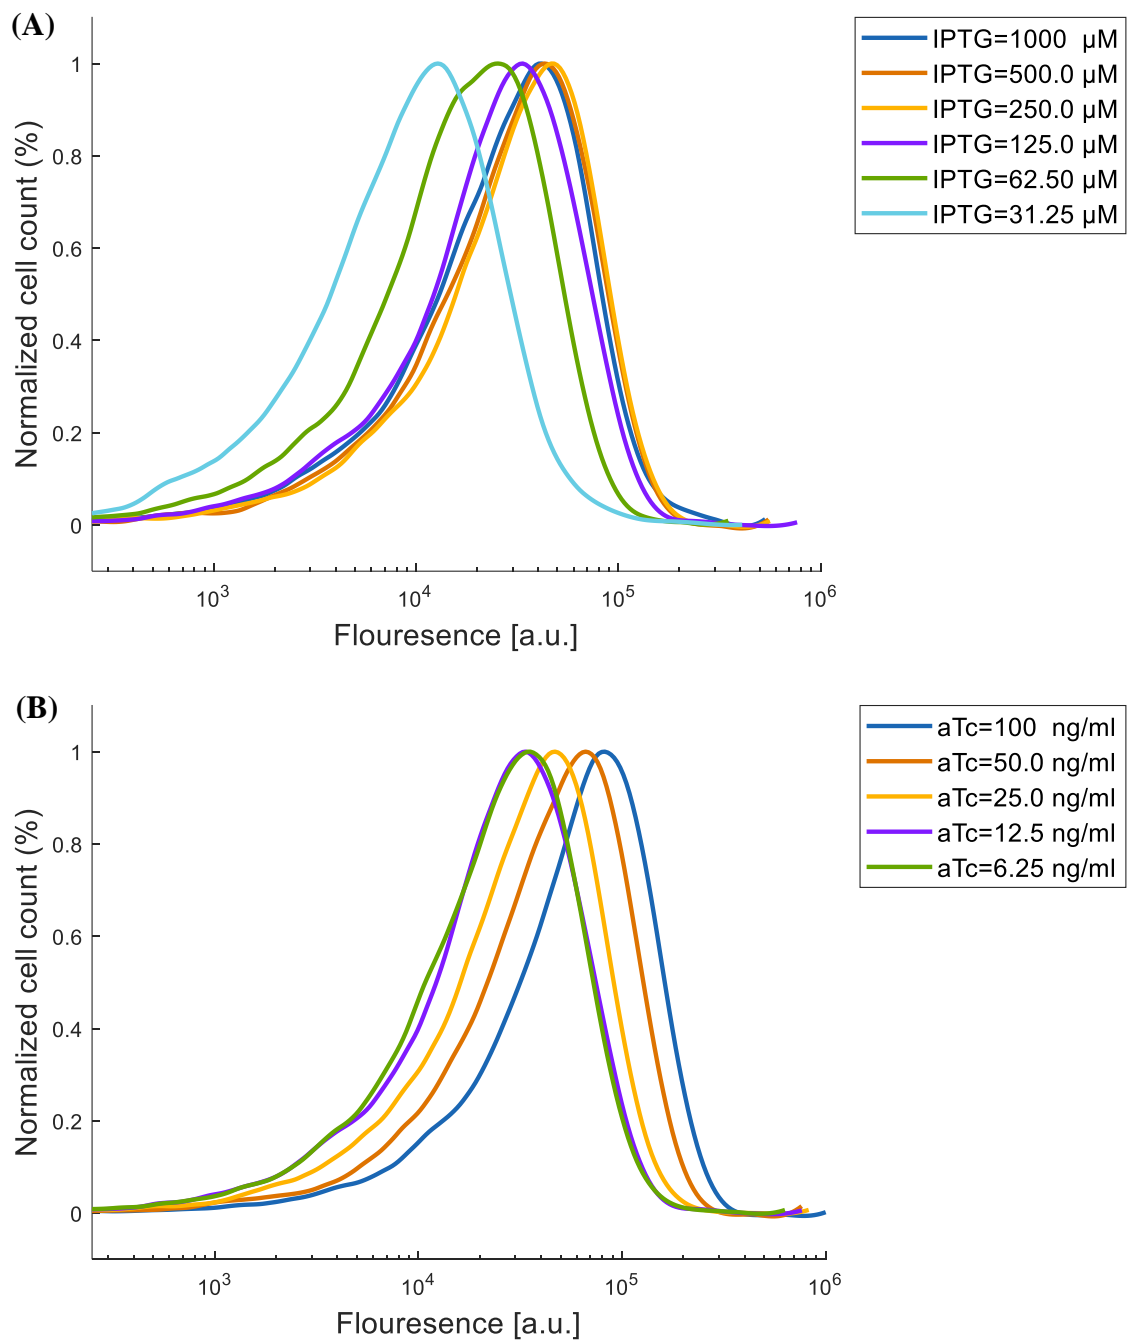 (A)
Normalized cell count (%)
1
0.8
0.6
0.4
0.2
0
10³
10⁴
10⁵
10⁶
Flouresence [a.u.]
IPTG=1000 µM
IPTG=500.0 µM
IPTG=250.0 µM
IPTG=125.0 µM
IPTG=62.50 µM
IPTG=31.25 µM
(B)
Normalized cell count (%)
1
0.8
0.6
0.4
0.2
0
10³
10⁴
10⁵
10⁶
Flouresence [a.u.]
aTc=100 ng/ml
aTc=50.0 ng/ml
aTc=25.0 ng/ml
aTc=12.5 ng/ml
aTc=6.25 ng/ml